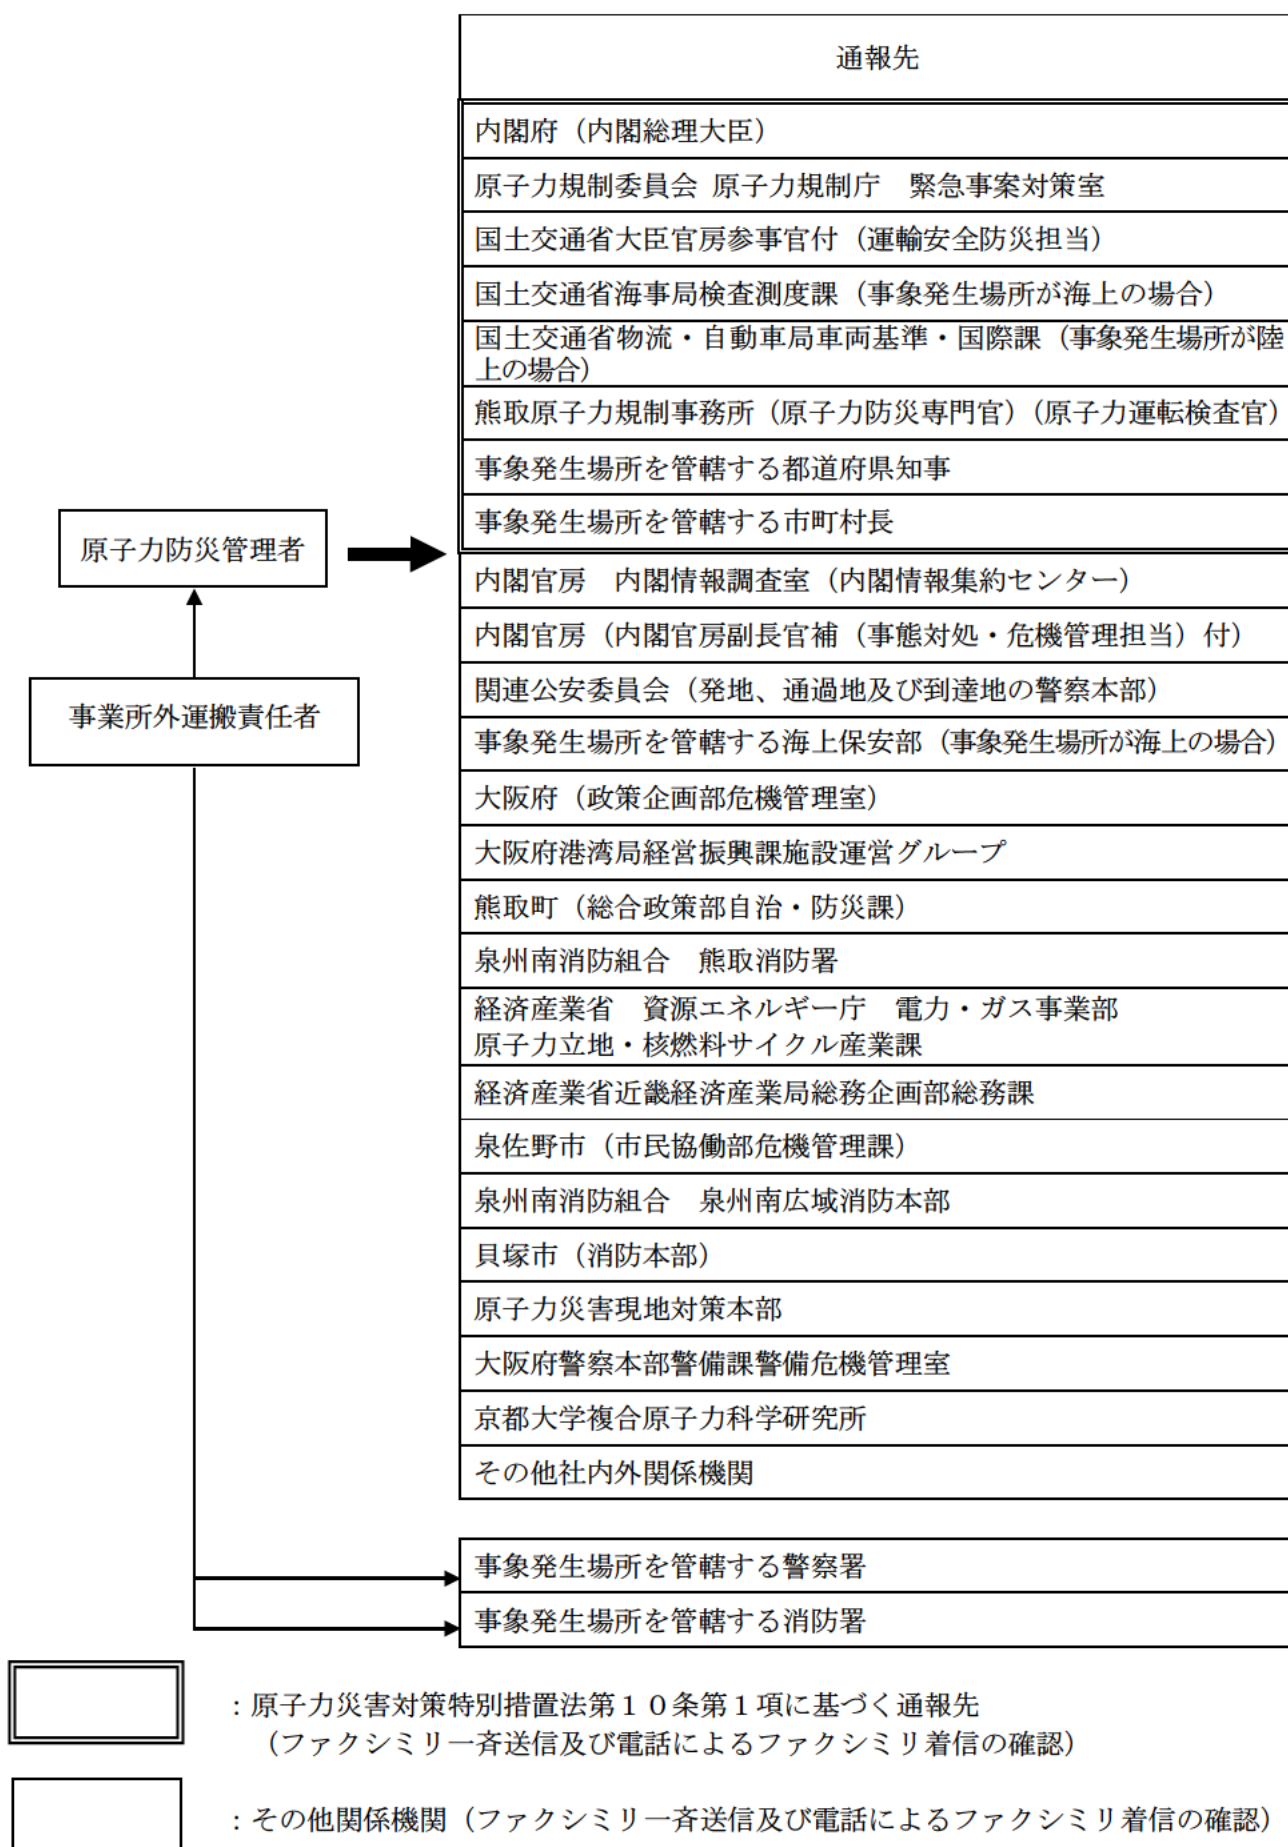 通報先
内閣府（内閣総理大臣）
原子力規制委員会 原子力規制庁　緊急事案対策室
国土交通省大臣官房参事官付（運輸安全防災担当）
国土交通省海事局検査測度課（事象発生場所が海上の場合）
国土交通省物流・自動車局車両基準・国際課（事象発生場所が陸
上の場合）
熊取原子力規制事務所（原子力防災専門官）（原子力運転検査官）
事象発生場所を管轄する都道府県知事
事象発生場所を管轄する市町村長
原子力防災管理者
内閣官房　内閣情報調査室（内閣情報集約センター）
内閣官房（内閣官房副長官補（事態対処・危機管理担当）付）
関連公安委員会（発地、通過地及び到達地の警察本部）
事業所外運搬責任者
事象発生場所を管轄する海上保安部（事象発生場所が海上の場合）
大阪府（政策企画部危機管理室）
大阪府港湾局経営振興課施設運営グループ
熊取町（総合政策部自治・防災課）
泉州南消防組合　熊取消防署
経済産業省　資源エネルギー庁　電力・ガス事業部
原子力立地・核燃料サイクル産業課
経済産業省近畿経済産業局総務企画部総務課
泉佐野市（市民協働部危機管理課）
泉州南消防組合　泉州南広域消防本部
貝塚市（消防本部）
原子力災害現地対策本部
大阪府警察本部警備課警備危機管理室
京都大学複合原子力科学研究所
その他社内外関係機関
事象発生場所を管轄する警察署
事象発生場所を管轄する消防署
：原子力災害対策特別措置法第１０条第１項に基づく通報先
（ファクシミリ一斉送信及び電話によるファクシミリ着信の確認）
：その他関係機関（ファクシミリ一斉送信及び電話によるファクシミリ着信の確認）